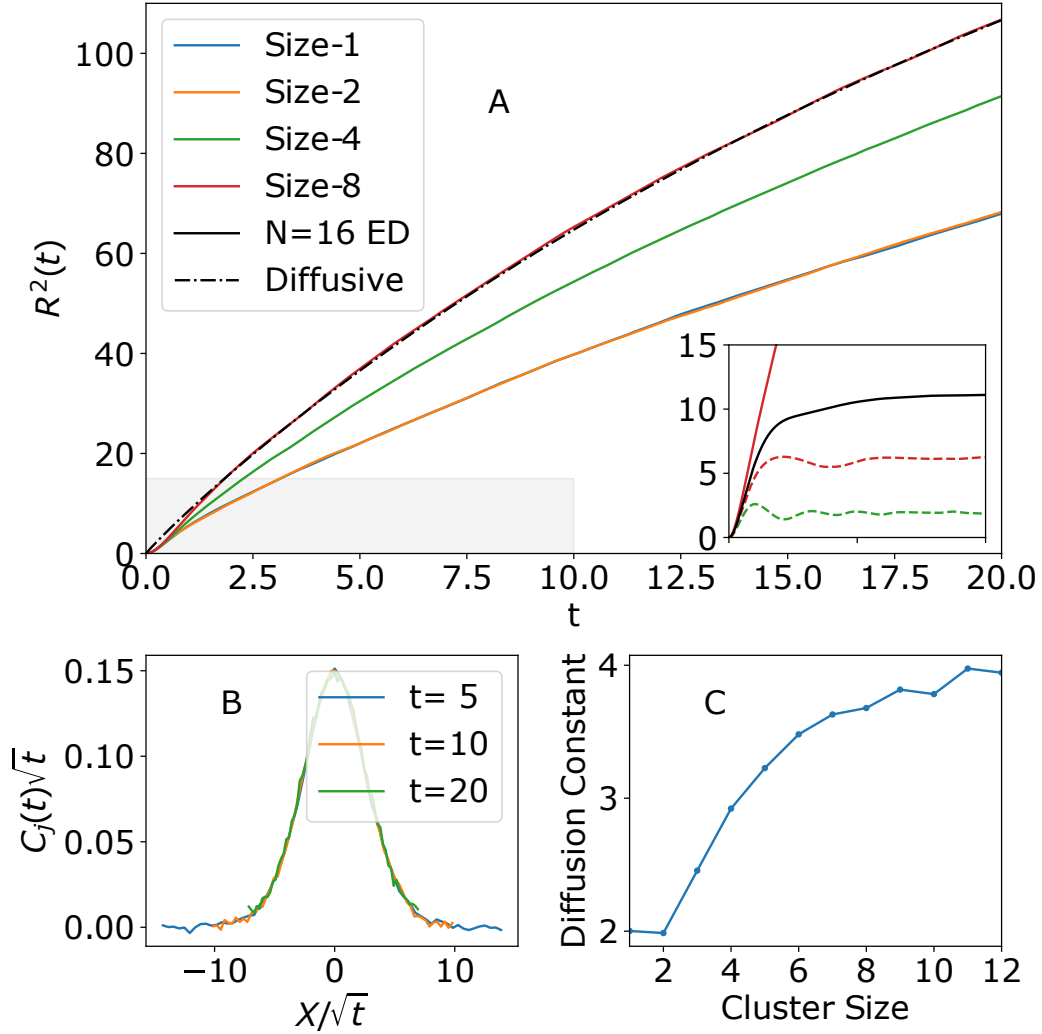 A
Size-1
Size-2
Size-4
Size-8
N=16 ED
Diffusive
R²(t)
0
20
40
60
80
100
0.0 2.5 5.0 7.5 10.0 12.5 15.0 17.5 20.0
t
0
5
10
15
B
t= 5
t=10
t=20
C_j(t)√t
0.00
0.05
0.10
0.15
−10 0 10
X/√t
C
Diffusion Constant
2
3
4
2 4 6 8 10 12
Cluster Size